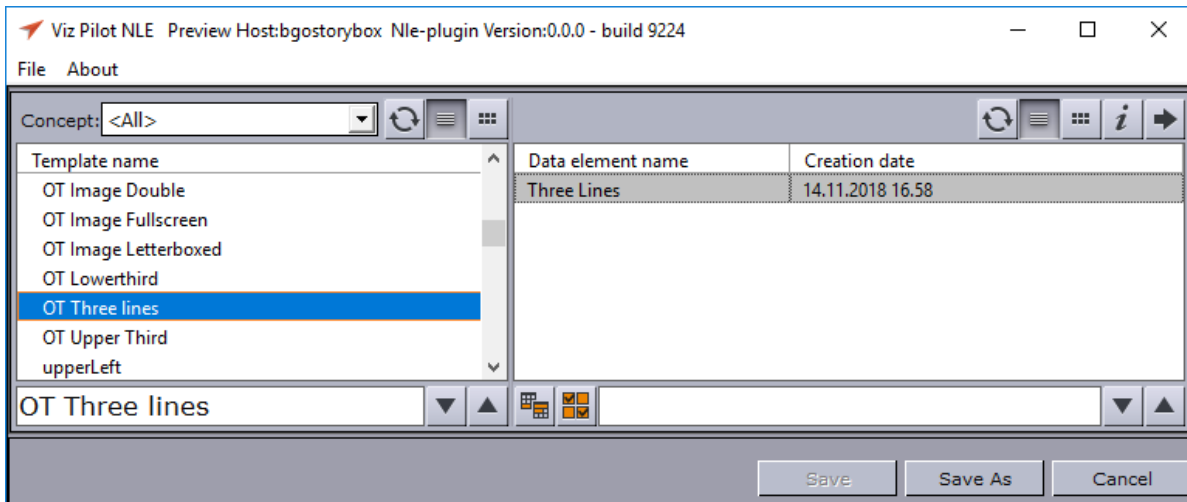 Viz Pilot NLE Preview Host:bgostorybox Nle-plugin Version:0.0.0 - build 9224
File About
Concept: <All>
Template name
OT Image Double
OT Image Fullscreen
OT Image Letterboxed
OT Lowerthird
OT Three lines
OT Upper Third
upperLeft
OT Three lines
Data element name Creation date
Three Lines 14.11.2018 16.58
Save Save As Cancel